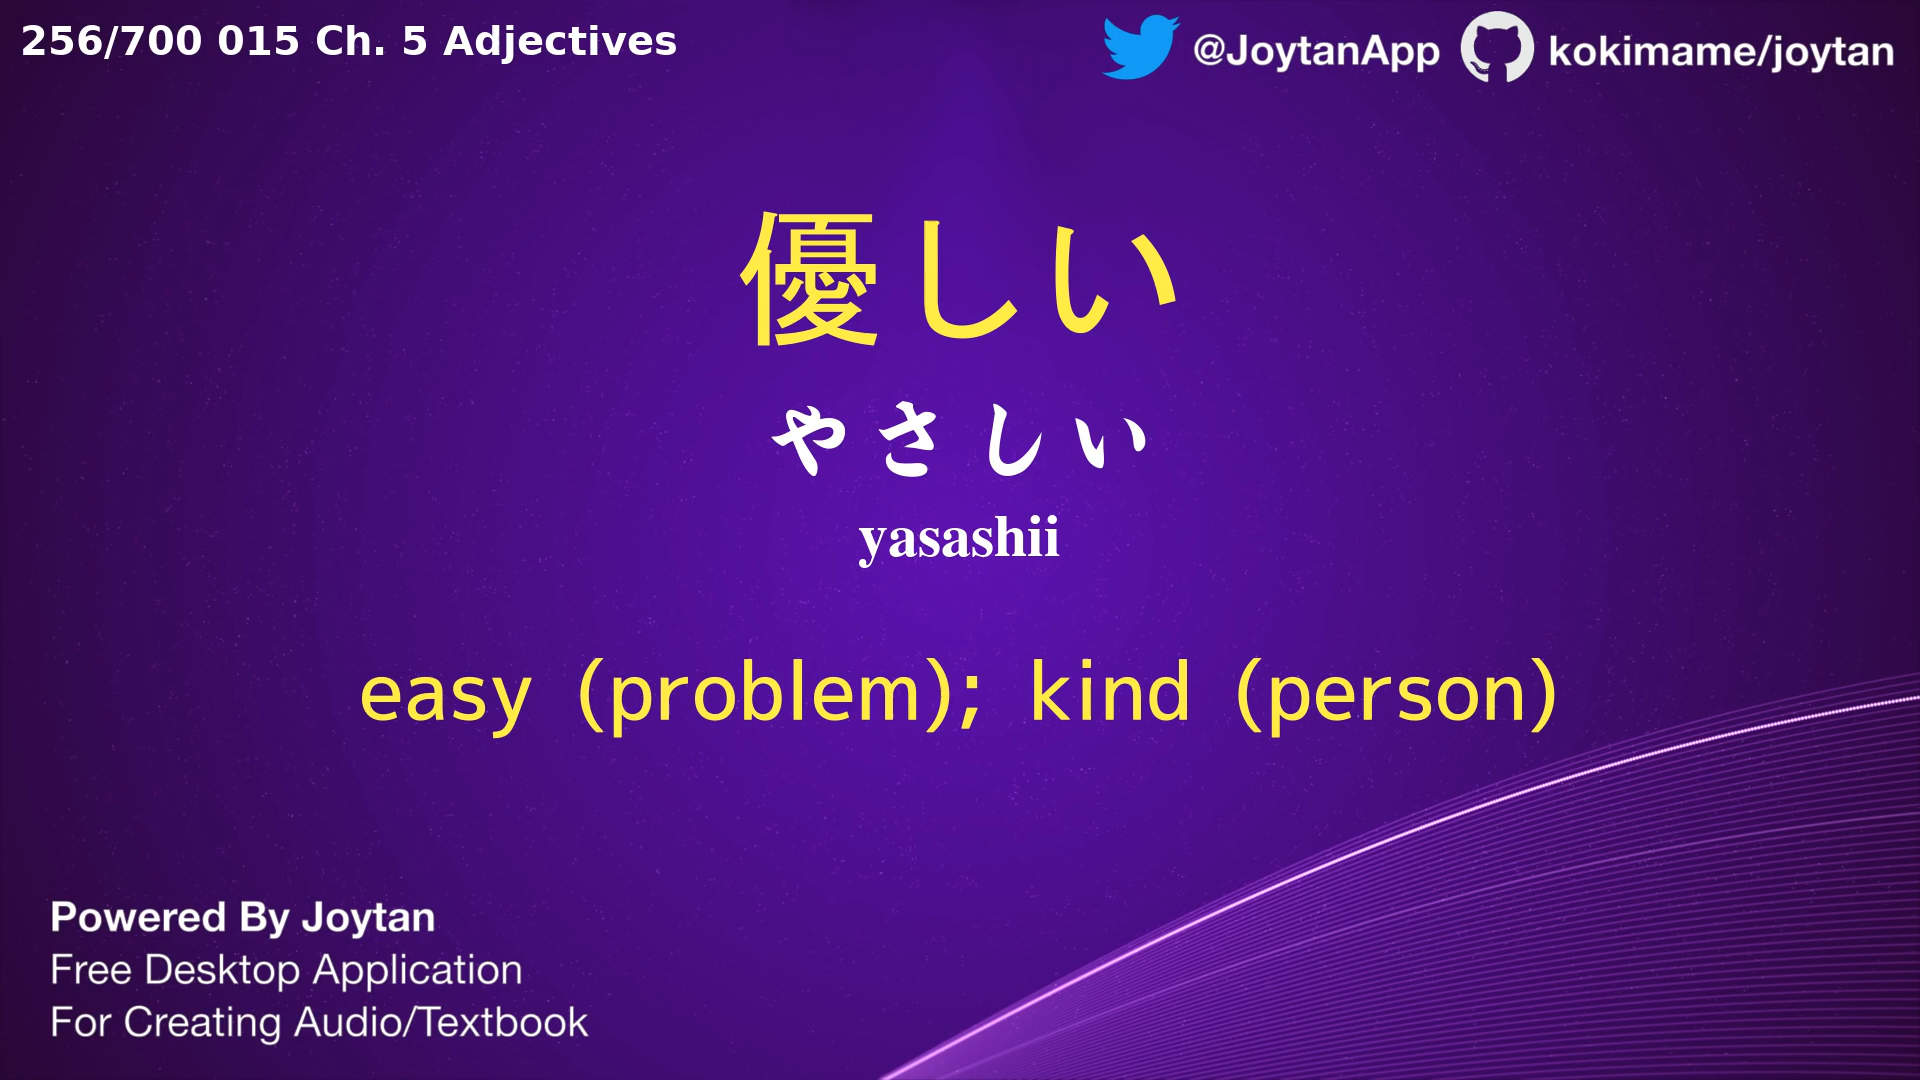 256/700 015 Ch. 5 Adjectives
@JoytanApp kokimame/joytan
優しい
やさしい
yasashii
easy (problem); kind (person)
Powered By Joytan
Free Desktop Application
For Creating Audio/Textbook